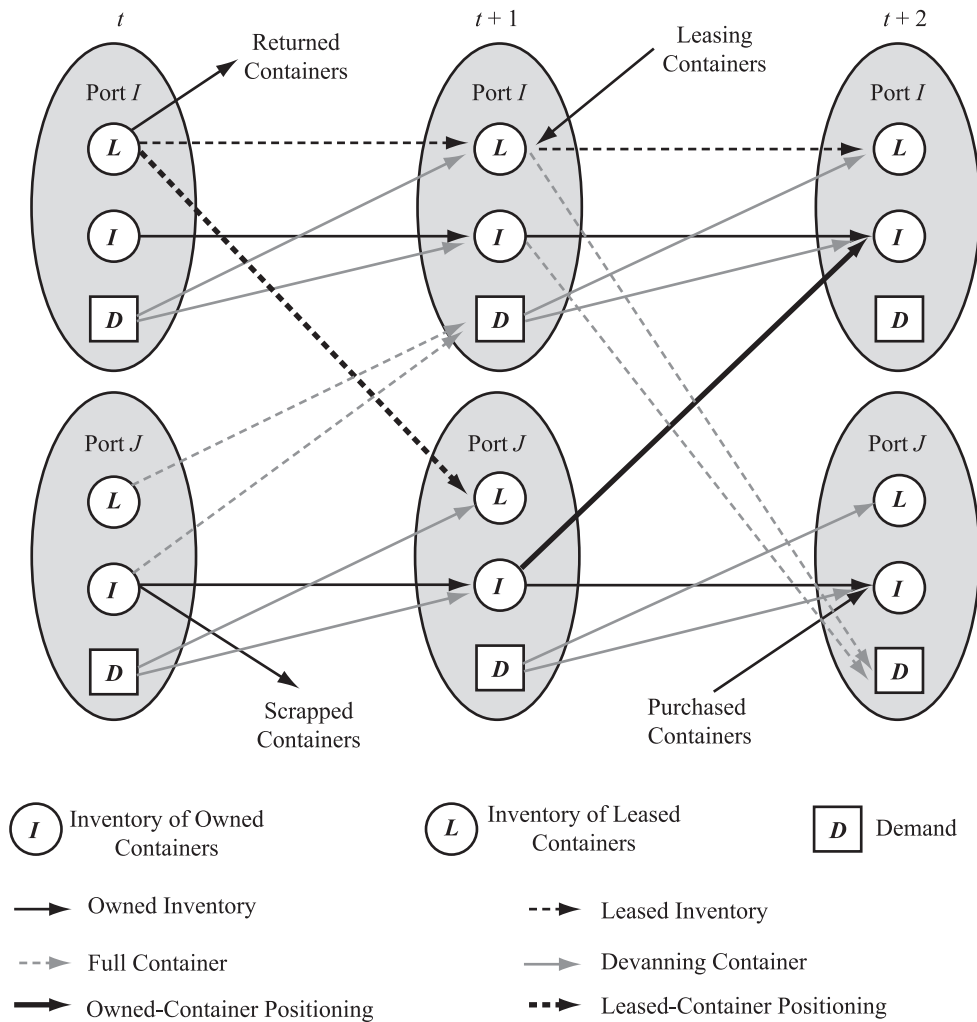 t
t + 1
t + 2
Returned
Containers
Leasing
Containers
Port I
Port I
Port I
L
L
L
I
I
I
D
D
D
Port J
Port J
Port J
L
L
L
I
I
I
D
D
D
Scrapped
Containers
Purchased
Containers
I
Inventory of Owned
Containers
L
Inventory of Leased
Containers
D
Demand
Owned Inventory
Leased Inventory
Full Container
Devanning Container
Owned-Container Positioning
Leased-Container Positioning